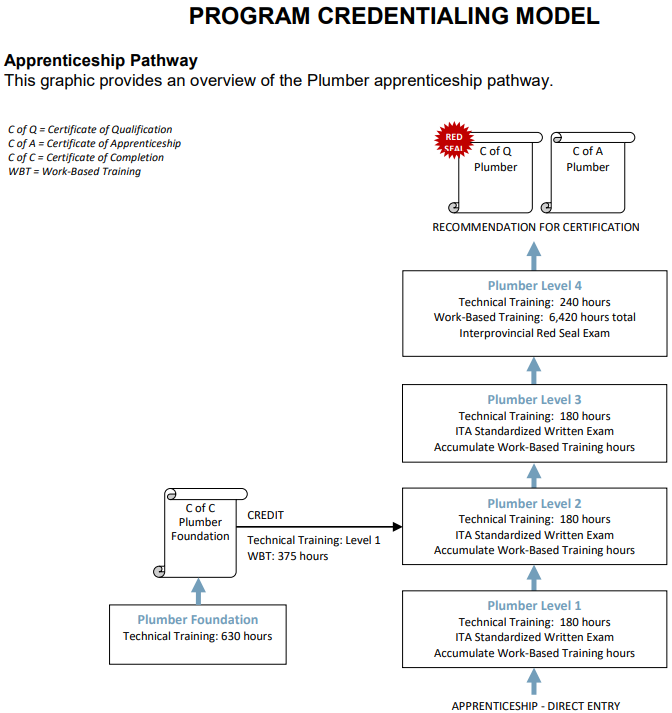 PROGRAM CREDENTIALING MODEL
Apprenticeship Pathway
This graphic provides an overview of the Plumber apprenticeship pathway.
C of Q = Certificate of Qualification
C of A = Certificate of Apprenticeship
C of C = Certificate of Completion
WBT = Work-Based Training
RED
SEAL
C of Q
Plumber
C of A
Plumber
RECOMMENDATION FOR CERTIFICATION
Plumber Level 4
Technical Training: 240 hours
Work-Based Training: 6,420 hours total
Interprovincial Red Seal Exam
Plumber Level 3
Technical Training: 180 hours
ITA Standardized Written Exam
Accumulate Work-Based Training hours
C of C
Plumber
Foundation
CREDIT
Technical Training: Level 1
WBT: 375 hours
Plumber Level 2
Technical Training: 180 hours
ITA Standardized Written Exam
Accumulate Work-Based Training hours
Plumber Foundation
Technical Training: 630 hours
Plumber Level 1
Technical Training: 180 hours
ITA Standardized Written Exam
Accumulate Work-Based Training hours
APPRENTICESHIP - DIRECT ENTRY